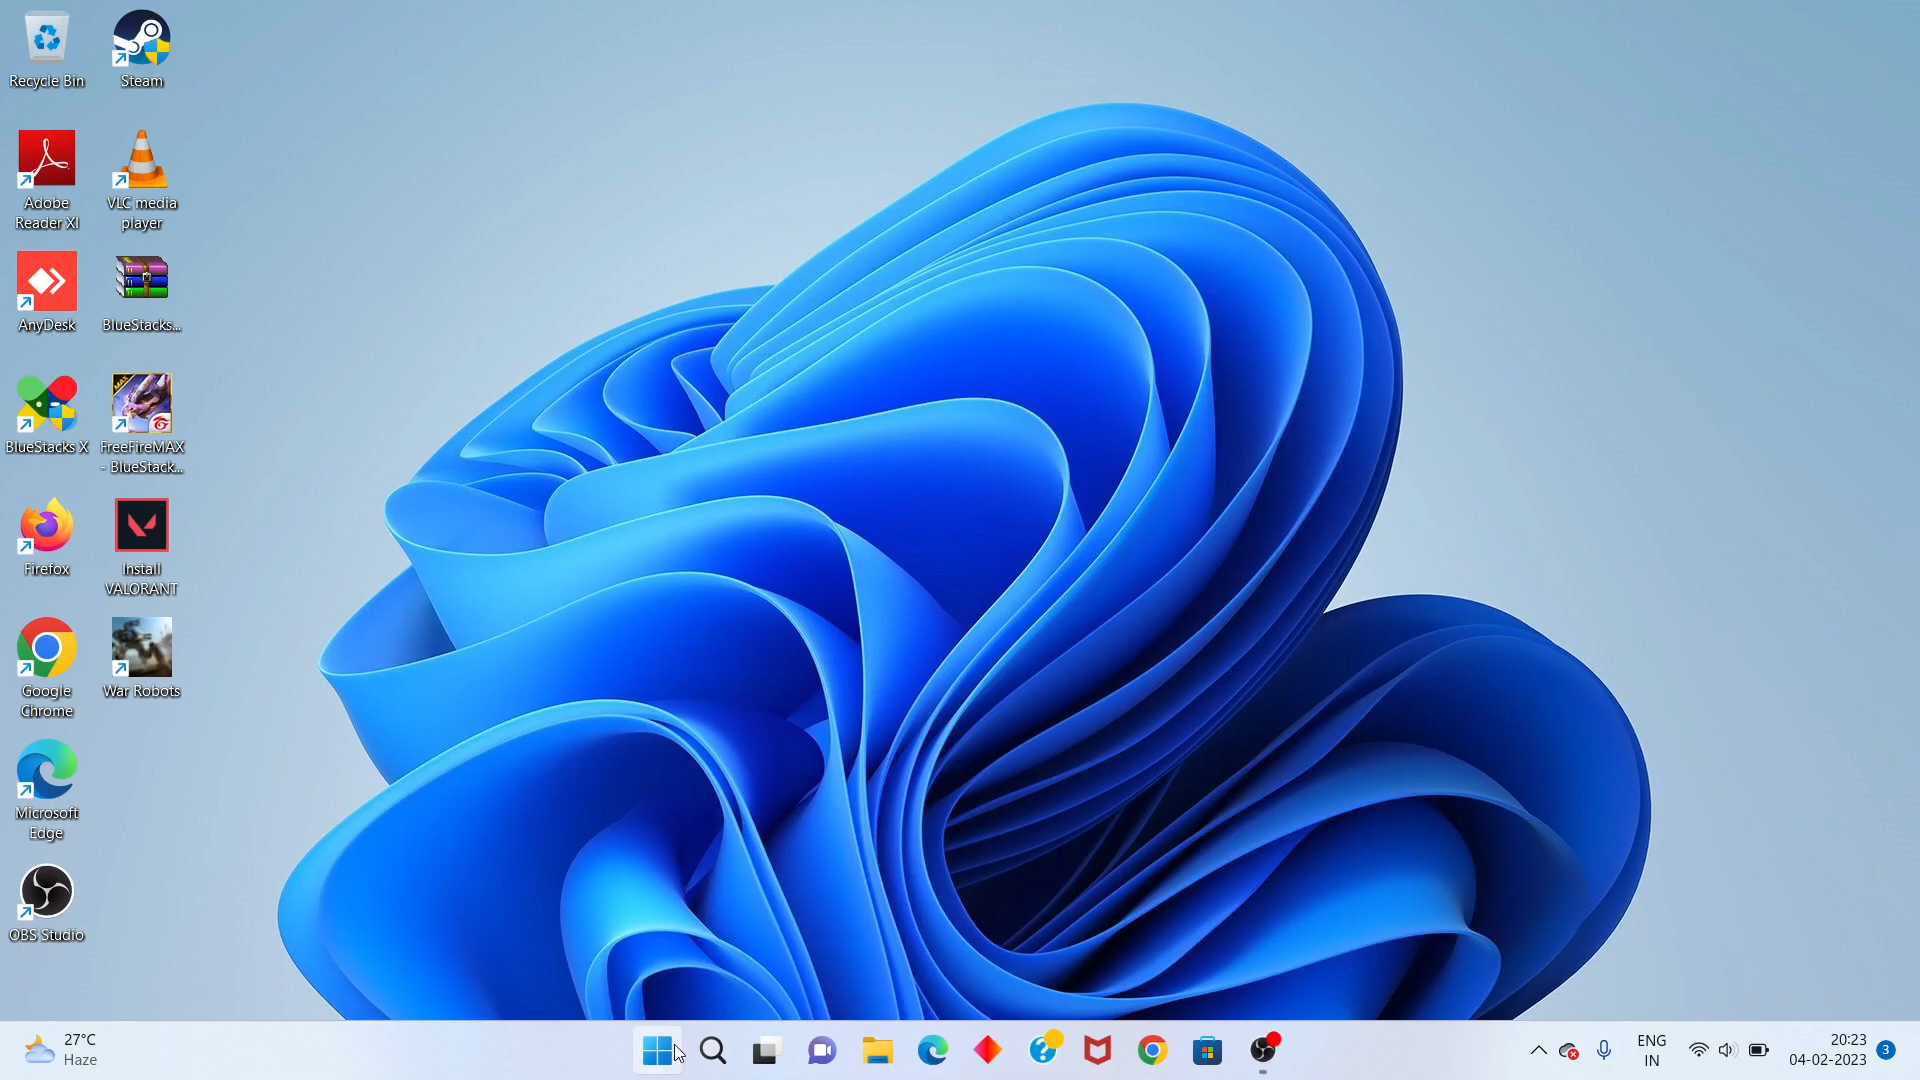 Recycle Bin
Steam
Adobe
Reader XI
VLC media
player
AnyDesk
BlueStacks...
BlueStacks X
MAX
FreeFireMAX
- BlueStack...
Firefox
Install
VALORANT
Google
Chrome
War Robots
Microsoft
Edge
OBS Studio
27°C
Haze
ENG
IN
20:23
04-02-2023
3